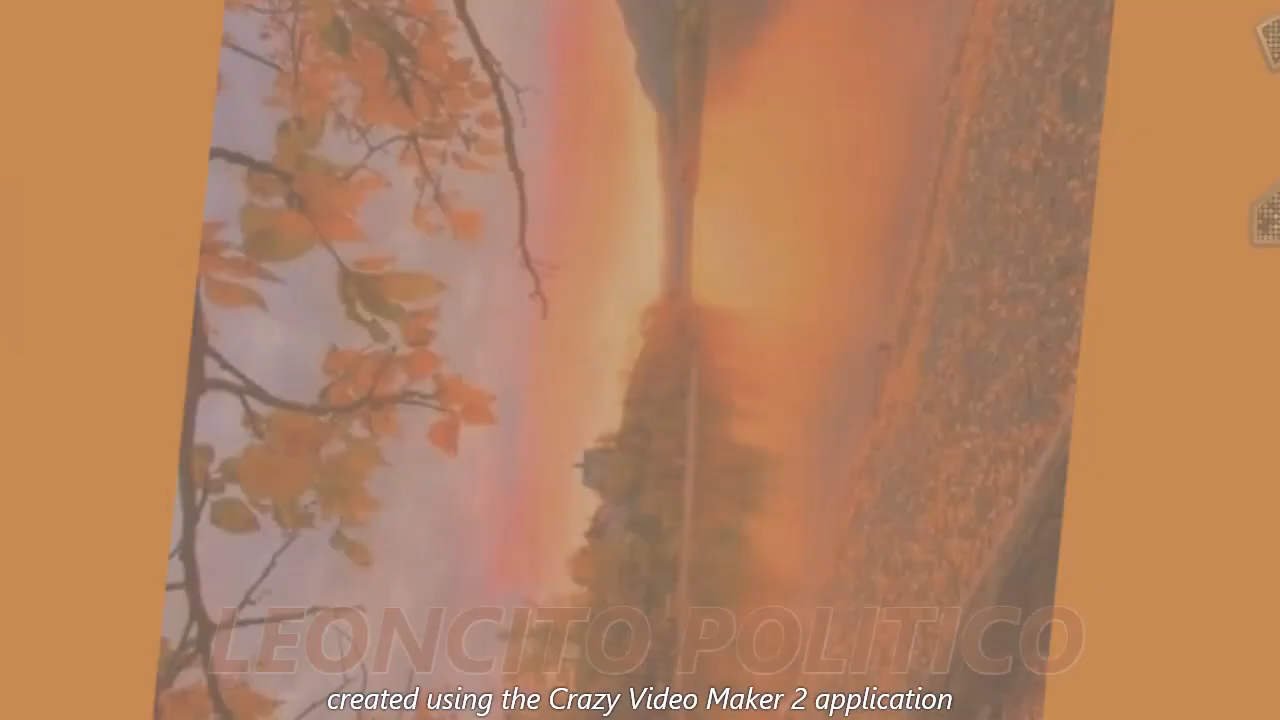 LEONCITO POLITICO
created using the Crazy Video Maker 2 application